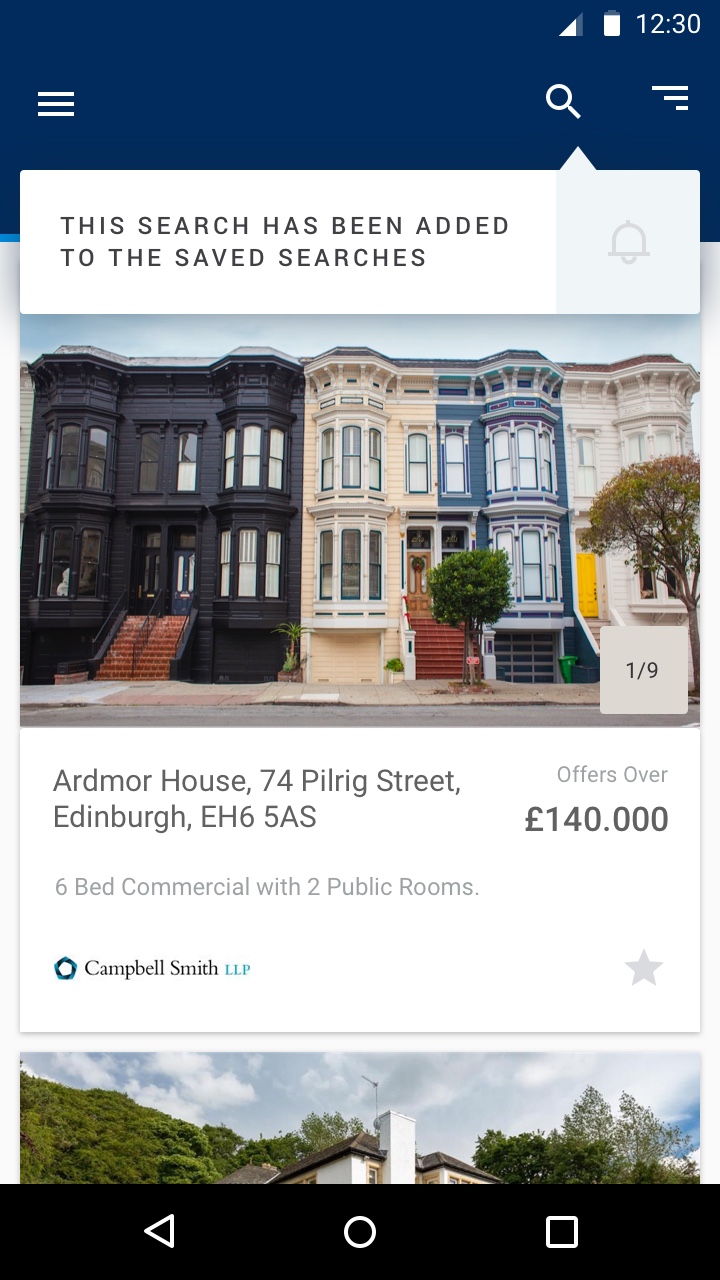 12:30
THIS SEARCH HAS BEEN ADDED
TO THE SAVED SEARCHES
1/9
Ardmor House, 74 Pilrig Street,
Edinburgh, EH6 5AS
Offers Over
£140.000
6 Bed Commercial with 2 Public Rooms.
Campbell Smith LLP